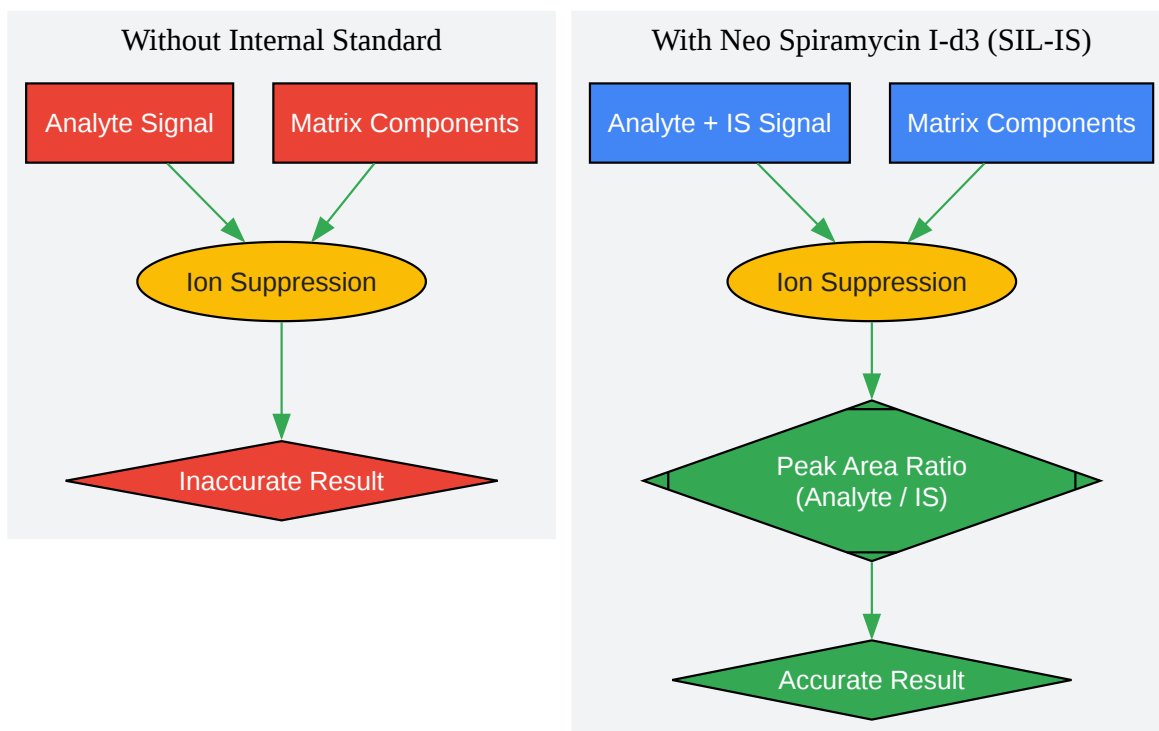 Without Internal Standard
Analyte Signal
Matrix Components
Ion Suppression
Inaccurate Result
With Neo Spiramycin I-d3 (SIL-IS)
Analyte + IS Signal
Matrix Components
Ion Suppression
Peak Area Ratio
(Analyte / IS)
Accurate Result